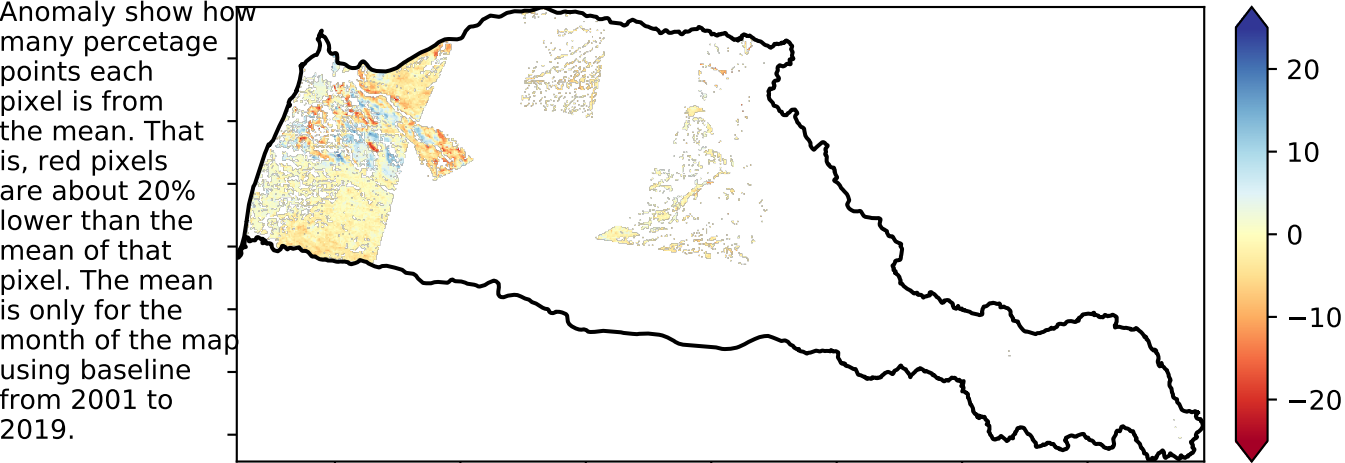 Anomaly show how
many percetage
points each
pixel is from
the mean. That
is, red pixels
are about 20%
lower than the
mean of that
pixel. The mean
is only for the
month of the map
using baseline
from 2001 to
2019.
20
10
0
−10
−20